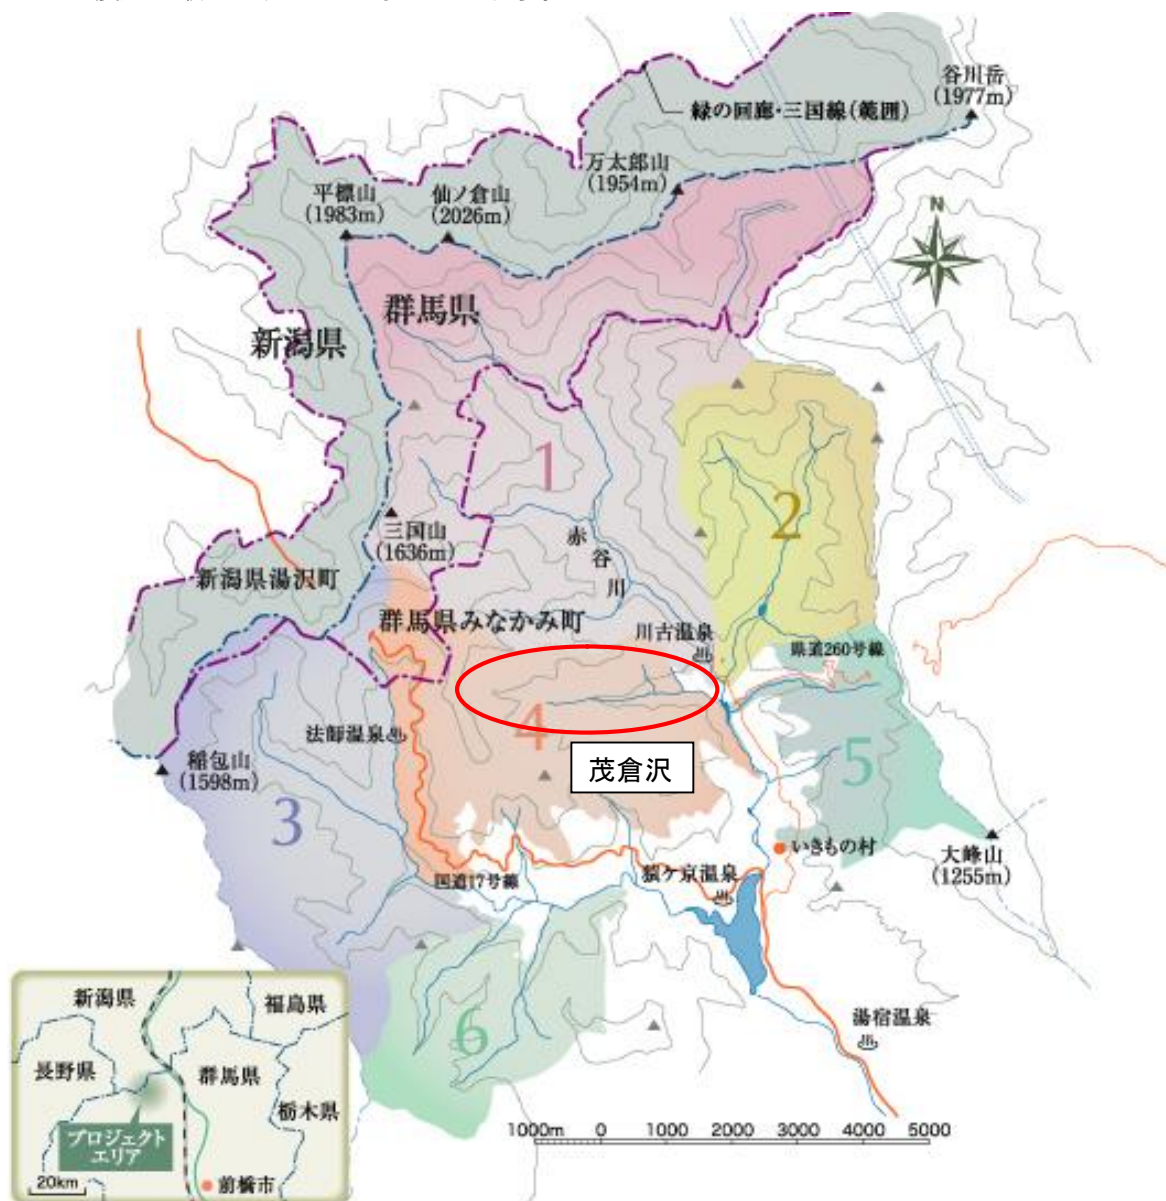 谷川岳
(1977m)
緑の回廊・三国線(範囲)
万太郎山
(1954m)
平標山
(1983m)
仙ノ倉山
(2026m)
N
群馬県
新潟県
1
2
赤
谷
川
三国山
(1636m)
新潟県湯沢町
群馬県みなかみ町
川古温泉
県道260号線
法師温泉
4
茂倉沢
5
稲包山
(1598m)
3
いきもの村
大峰山
(1255m)
国道17号線
猿ケ京温泉
6
湯宿温泉
新潟県
福島県
長野県
群馬県
栃木県
プロジェクト
エリア
前橋市
20km
1000m 0 1000 2000 3000 4000 5000